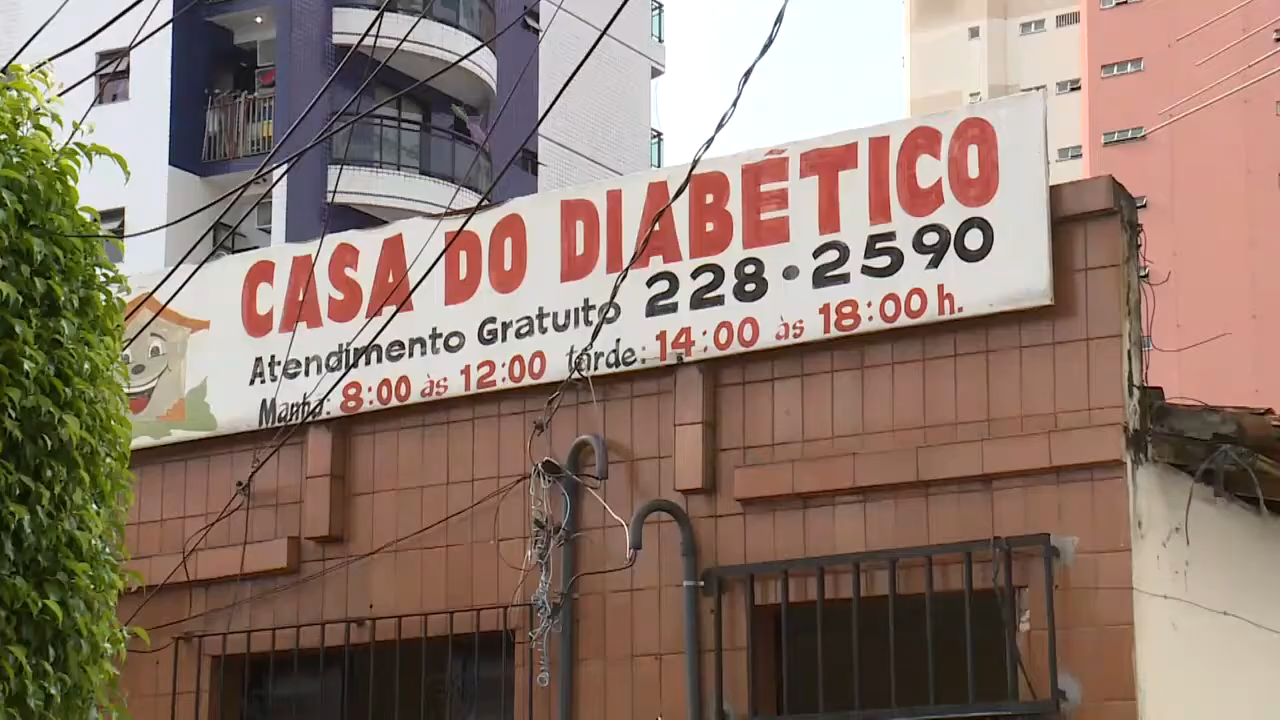 CASA DO DIABÉTICO
Atendimento Gratuito 228·2590
Manhã: 8:00 às 12:00 tarde: 14:00 às 18:00 h.